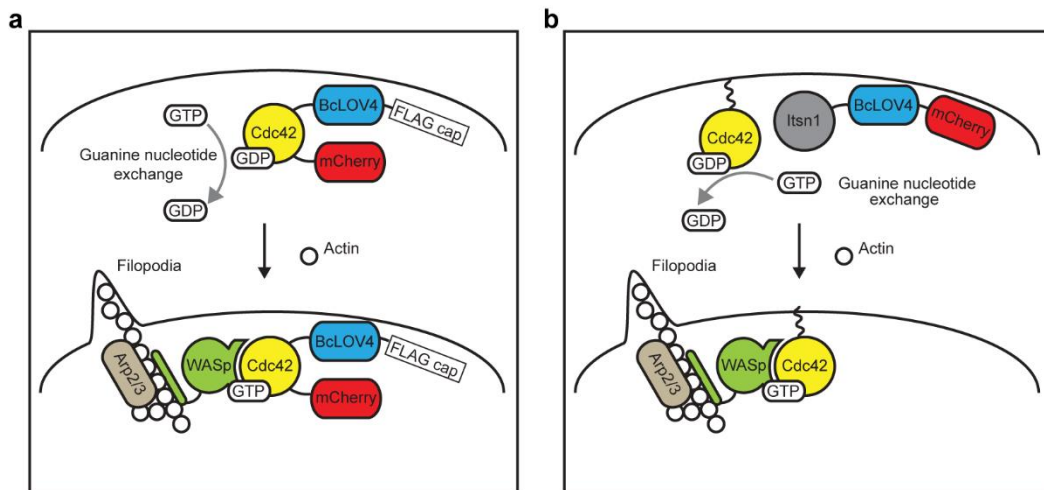 a
GTP
Guanine nucleotide
exchange
GDP
Cdc42
GDP
BcLOV4
FLAG cap
mCherry
Actin
Filopodia
Arp2/3
WASp
Cdc42
GTP
BcLOV4
FLAG cap
mCherry
b
Cdc42
GDP
Itsn1
BcLOV4
mCherry
GTP
Guanine nucleotide
exchange
GDP
Actin
Filopodia
Arp2/3
WASp
Cdc42
GTP